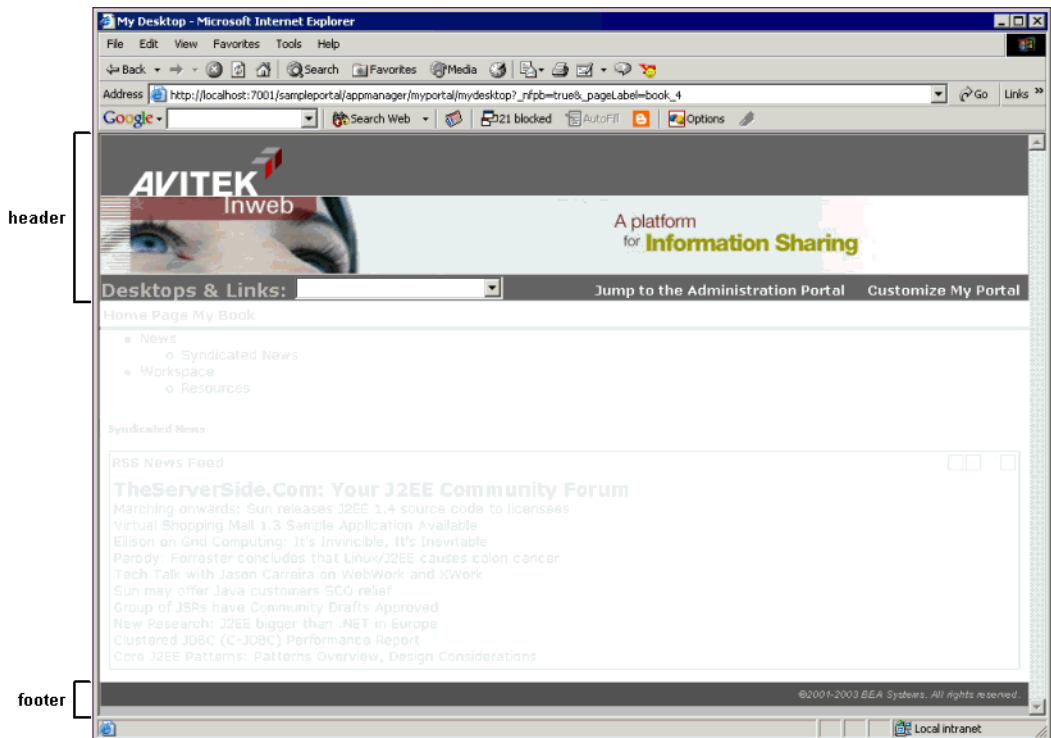 My Desktop - Microsoft Internet Explorer
File Edit View Favorites Tools Help
Back Search Favorites Media
Address http://localhost:7001/sampleportal/appmanager/myportal/mydesktop?_nfpb=true&_pageLabel=book_4 Go Links »
Google Search Web 21 blocked AutoFill Options
header
AVITEK
Inweb
A platform
for Information Sharing
Desktops & Links: Jump to the Administration Portal Customize My Portal
Home Page My Book
News
Syndicated News
Workspace
Resources
Syndicated News
RSS News Feed
TheServerSide.Com: Your J2EE Community Forum
Marching onwards: Sun releases J2EE 1.4 source code to licensees
Virtual Shopping Mall 1.3 Sample Application Available
Ellison on Grid Computing: It's Invincible, It's Inevitable
Parody: Forrester concludes that Linux/J2EE causes colon cancer
Tech Talk with Jason Carreira on WebWork and XWork
Sun may offer Java customers SCO relief
Group of JSRs have Community Drafts Approved
New Research: J2EE bigger than .NET in Europe
Clustered JDBC (C-JDBC) Performance Report
Core J2EE Patterns: Patterns Overview, Design Considerations
footer
©2001-2003 BEA Systems. All rights reserved.
Local intranet